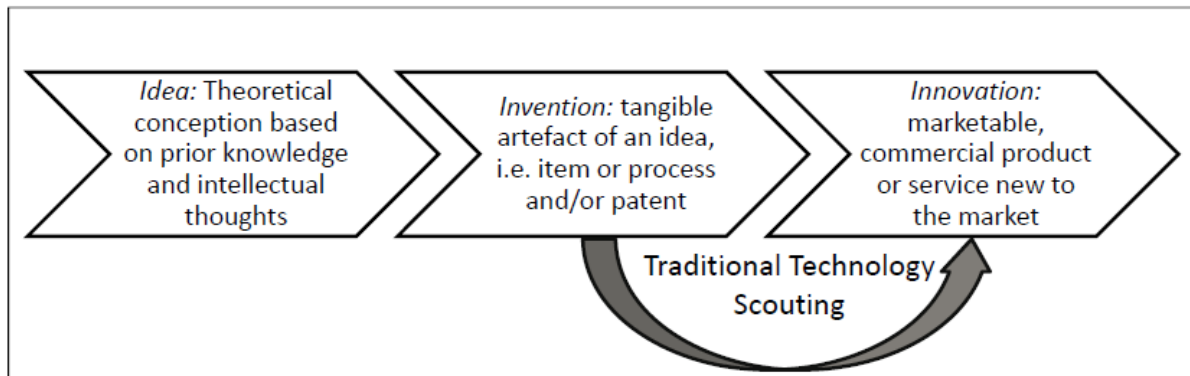 Idea: Theoretical
conception based
on prior knowledge
and intellectual
thoughts
Invention: tangible
artefact of an idea,
i.e. item or process
and/or patent
Innovation:
marketable,
commercial product
or service new to
the market
Traditional Technology
Scouting